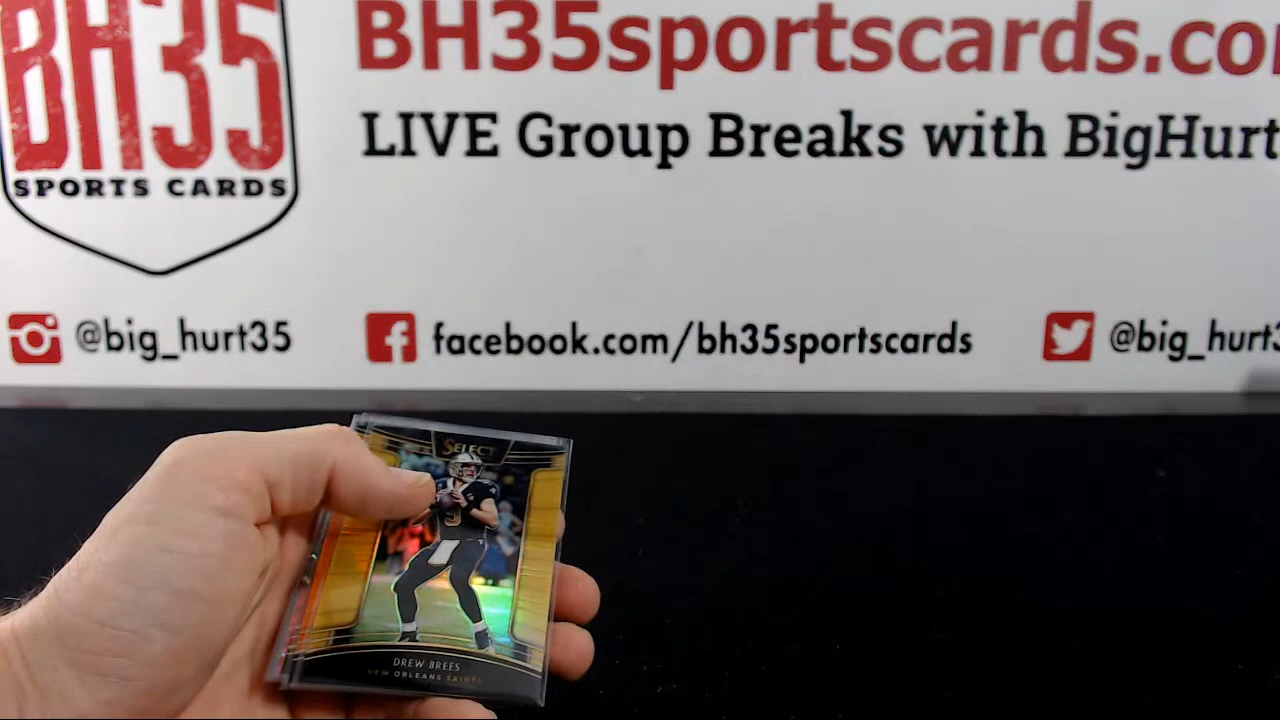 BH35
SPORTS CARDS
BH35sportscards.co
LIVE Group Breaks with BigHurt
@big_hurt35
facebook.com/bh35sportscards
@big_hurt3
SELECT
DREW BREES
NEW ORLEANS SAINTS